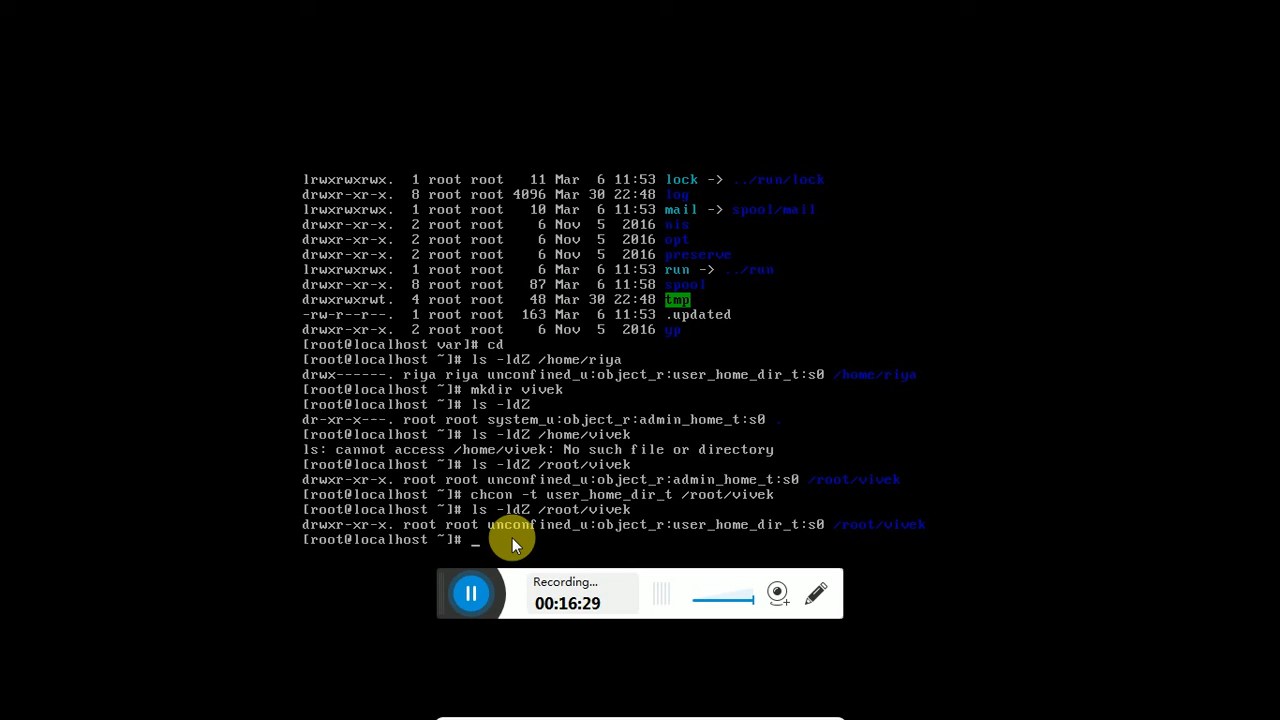 lrwxrwxrwx.  1 root root   11 Mar  6 11:53 lock -> ../run/lock
drwxr-xr-x.  8 root root 4096 Mar 30 22:48 log
lrwxrwxrwx.  1 root root   10 Mar  6 11:53 mail -> spool/mail
drwxr-xr-x.  2 root root    6 Nov  5  2016 nis
drwxr-xr-x.  2 root root    6 Nov  5  2016 opt
drwxr-xr-x.  2 root root    6 Nov  5  2016 preserve
lrwxrwxrwx.  1 root root    6 Mar  6 11:53 run -> ../run
drwxr-xr-x.  8 root root   87 Mar  6 11:58 spool
drwxrwxrwt.  4 root root   48 Mar 30 22:48 tmp
-rw-r--r--.  1 root root  163 Mar  6 11:53 .updated
drwxr-xr-x.  2 root root    6 Nov  5  2016 yp
[root@localhost var]# cd
[root@localhost ~]# ls -ldZ /home/riya
drwx------. riya riya unconfined_u:object_r:user_home_dir_t:s0 /home/riya
[root@localhost ~]# mkdir vivek
[root@localhost ~]# ls -ldZ
dr-xr-x---. root root system_u:object_r:admin_home_t:s0 .
[root@localhost ~]# ls -ldZ /home/vivek
ls: cannot access /home/vivek: No such file or directory
[root@localhost ~]# ls -ldZ /root/vivek
drwxr-xr-x. root root unconfined_u:object_r:admin_home_t:s0 /root/vivek
[root@localhost ~]# chcon -t user_home_dir_t /root/vivek
[root@localhost ~]# ls -ldZ /root/vivek
drwxr-xr-x. root root unconfined_u:object_r:user_home_dir_t:s0 /root/vivek
[root@localhost ~]# _
Recording...
00:16:29